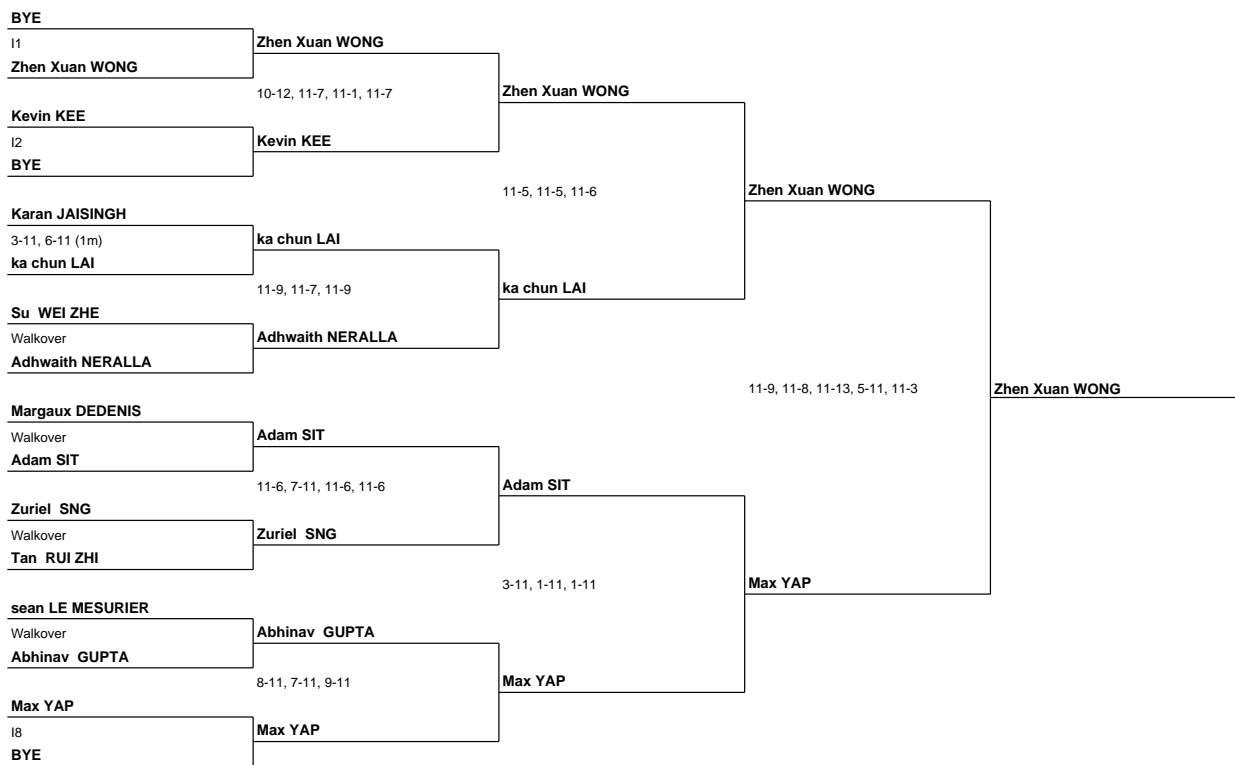 BYE
I1
Zhen Xuan WONG
Zhen Xuan WONG
10-12, 11-7, 11-1, 11-7
Zhen Xuan WONG
Kevin KEE
I2
BYE
Kevin KEE
11-5, 11-5, 11-6
Zhen Xuan WONG
Karan JAISINGH
3-11, 6-11 (1m)
ka chun LAI
ka chun LAI
11-9, 11-7, 11-9
ka chun LAI
Su  WEI ZHE
Walkover
Adhwaith NERALLA
Adhwaith NERALLA
11-9, 11-8, 11-13, 5-11, 11-3
Zhen Xuan WONG
Margaux DEDENIS
Walkover
Adam SIT
Adam SIT
11-6, 7-11, 11-6, 11-6
Adam SIT
Zuriel  SNG
Walkover
Tan  RUI ZHI
Zuriel  SNG
3-11, 1-11, 1-11
Max YAP
sean LE MESURIER
Walkover
Abhinav  GUPTA
Abhinav  GUPTA
8-11, 7-11, 9-11
Max YAP
Max YAP
I8
BYE
Max YAP